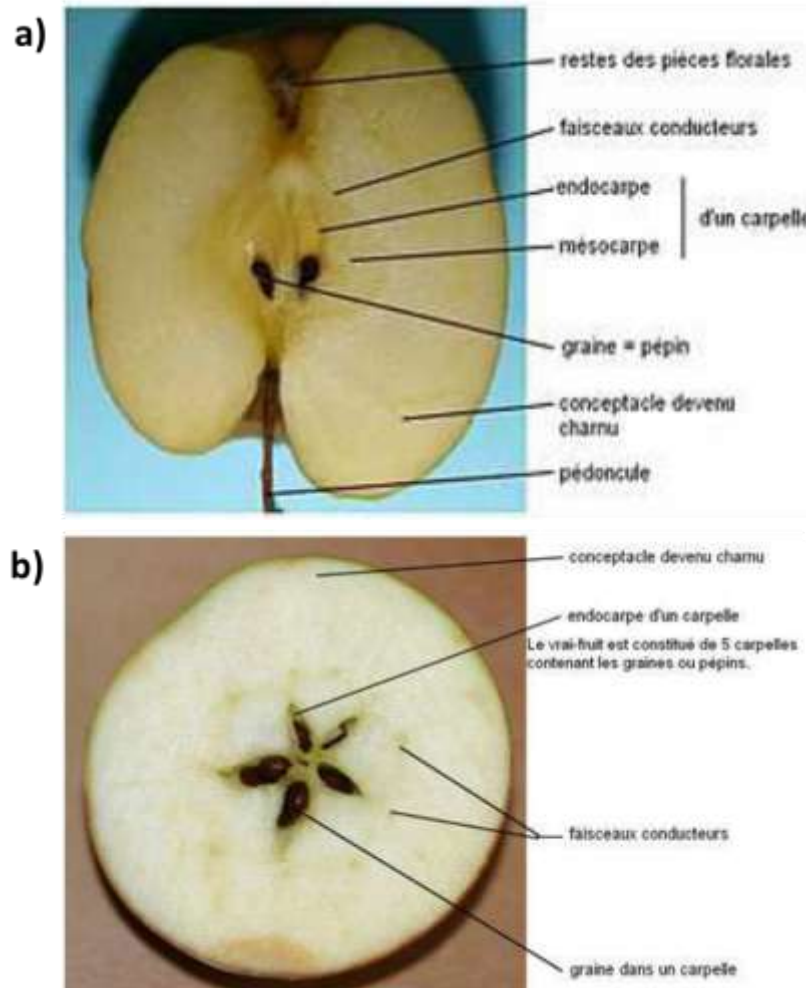 a)
restes des pièces florales
faisceaux conducteurs
endocarpe
d'un carpelle
mésocarpe
graine = pépin
conceptacle devenu
charnu
pédoncule
b)
conceptacle devenu charnu
endocarpe d'un carpelle
Le vrai-fruit est constitué de 5 carpelles
contenant les graines ou pépins.
faisceaux conducteurs
graine dans un carpelle